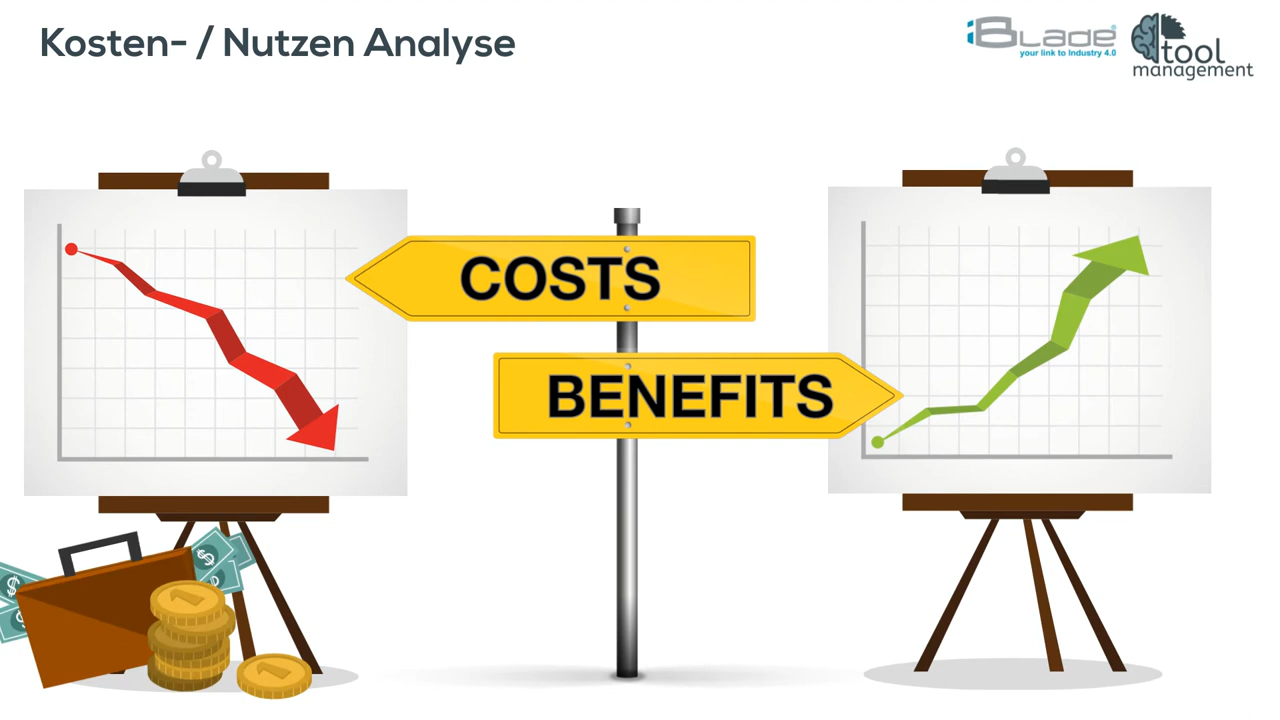 Kosten- / Nutzen Analyse
iBlade
your link to Industry 4.0
tool
management
COSTS
BENEFITS
$
$
$